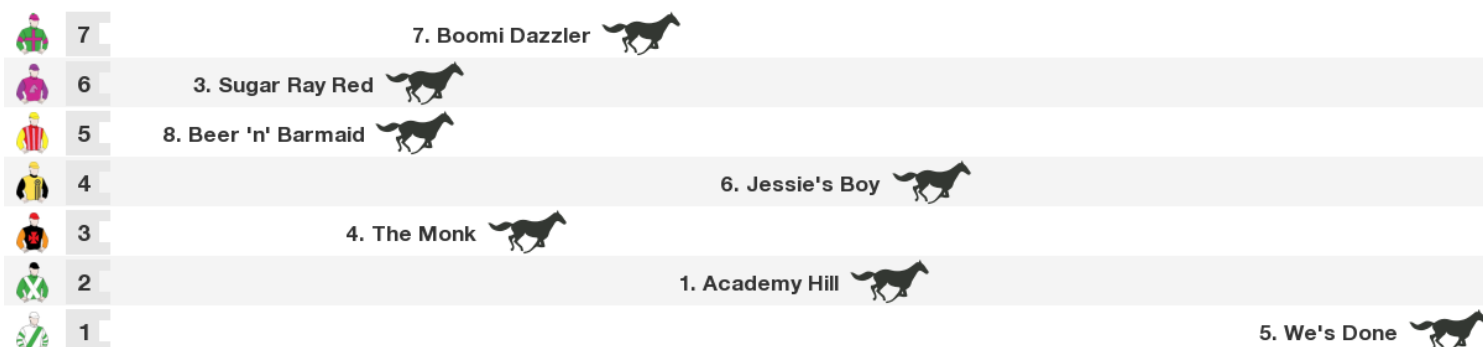 7 7. Boomi Dazzler
6 3. Sugar Ray Red
5 8. Beer 'n' Barmaid
4 6. Jessie's Boy
3 4. The Monk
2 1. Academy Hill
1 5. We's Done